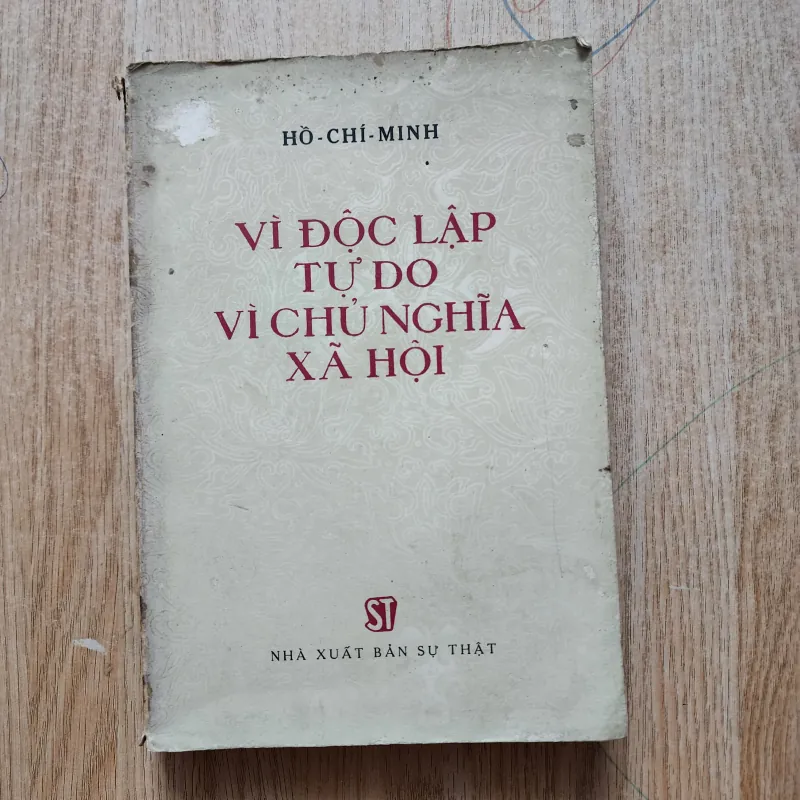 HỒ-CHÍ-MINH
VÌ ĐỘC LẬP
TỰ DO
VÌ CHỦ NGHĨA
XÃ HỘI
ST
NHÀ XUẤT BẢN SỰ THẬT